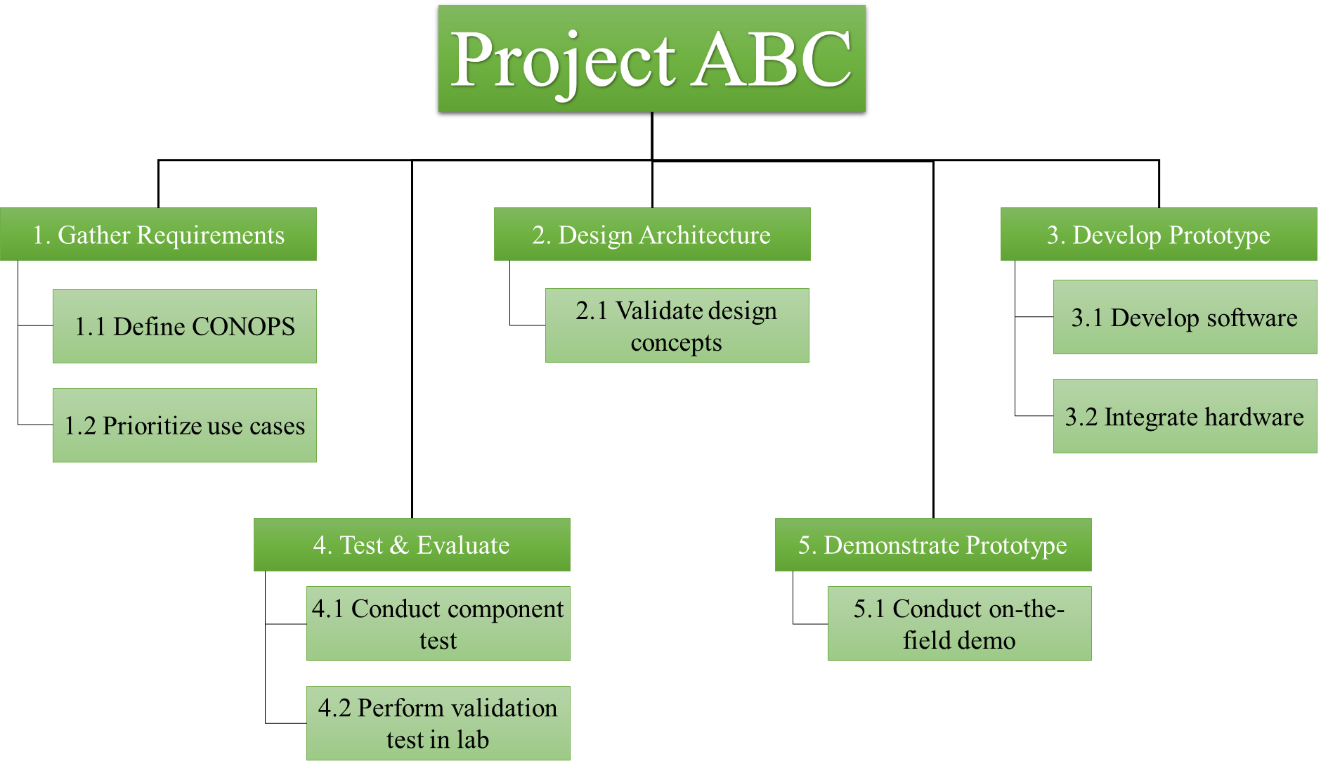 Project ABC
1. Gather Requirements
2. Design Architecture
3. Develop Prototype
1.1 Define CONOPS
1.2 Prioritize use cases
2.1 Validate design
concepts
3.1 Develop software
3.2 Integrate hardware
4. Test & Evaluate
5. Demonstrate Prototype
4.1 Conduct component
test
4.2 Perform validation
test in lab
5.1 Conduct on-the-
field demo